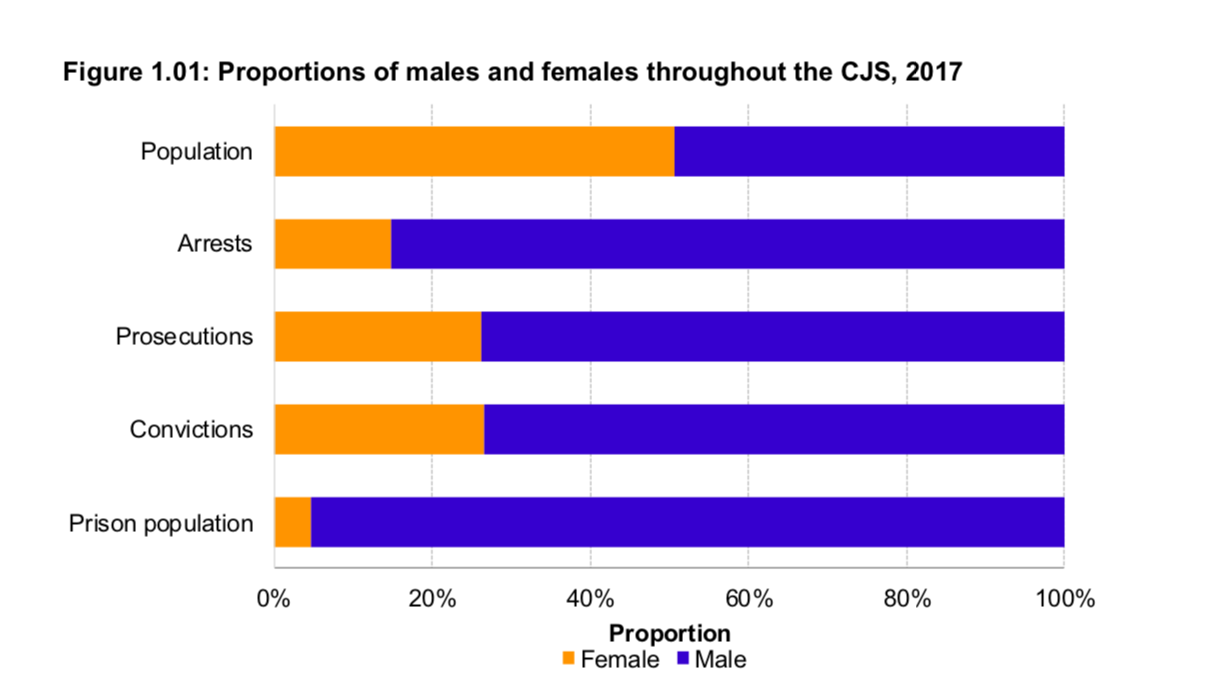 Figure 1.01: Proportions of males and females throughout the CJS, 2017
Population
Arrests
Prosecutions
Convictions
Prison population
0% 20% 40% 60% 80% 100%
Proportion
Female Male